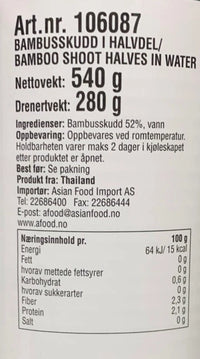 Art.nr. 106087
BAMBUSSKUDD I HALVDEL/
BAMBOO SHOOT HALVES IN WATER
Nettovekt: 540 g
Drenertvekt: 280 g
Ingredienser: Bambusskudd 52%, vann
Oppbevaring: Oppbevares ved romtemperatur.
Holdbarheten varer maks 2 dager i kjøleskapet
etter produktet er åpnet.
Best før: Se pakning
Produkt fra: Thailand
Importør: Asian Food Import AS
Tel: 22686400 Fax: 22686444
E-post: afood@asianfood.no
www.afood.no
Næringsinnhold pr. 100 g
Energi 64 kJ/ 15 kcal
Fett 0 g
hvorav mettede fettsyrer 0 g
Karbohydrat 0,6 g
hvorav sukkerarter 0 g
Fiber 2,3 g
Protein 2,1 g
Salt 0 g